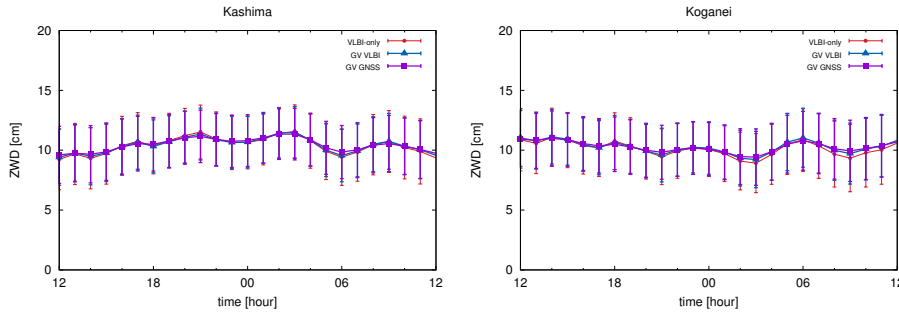 Kashima
20
15
10
5
0
ZWD [cm]
12
18
00
06
12
time [hour]
VLBI-only
GV VLBI
GV GNSS
Koganei
20
15
10
5
0
ZWD [cm]
12
18
00
06
12
time [hour]
VLBI-only
GV VLBI
GV GNSS